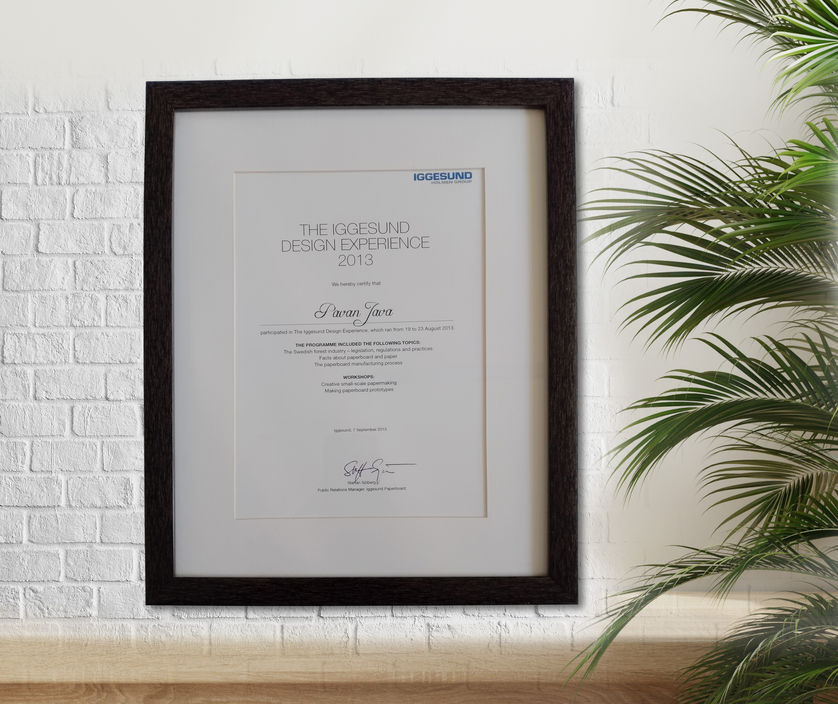 IGGESUND
HOLMEN GROUP
THE IGGESUND
DESIGN EXPERIENCE
2013
We hereby certify that
Pavan Java
participated in The Iggesund Design Experience, which ran from 19 to 23 August 2013
THE PROGRAMME INCLUDED THE FOLLOWING TOPICS:
The Swedish forest industry – legislation, regulations and practices
Facts about paperboard and paper
The paperboard manufacturing process
WORKSHOPS:
Creative small-scale papermaking
Making paperboard prototypes
Iggesund, 7 September 2013
Staffan Sjöberg
Public Relations Manager, Iggesund Paperboard